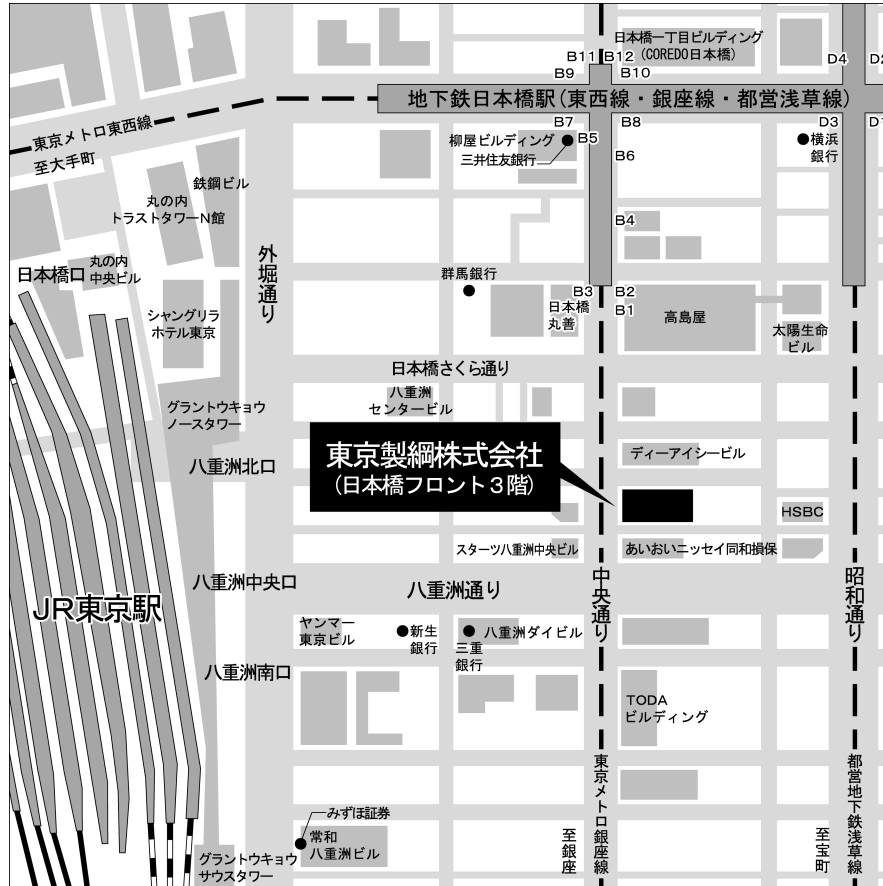 日本橋一丁目ビルディング
（COREDO日本橋）
B11
B12
D4
D2
B9
B10
地下鉄日本橋駅（東西線・銀座線・都営浅草線）
東京メトロ東西線
至大手町
B7
B5
B8
B6
D3
D1
柳屋ビルディング
三井住友銀行
横浜
銀行
鉄鋼ビル
丸の内
トラストタワーN館
B4
日本橋口
丸の内
中央ビル
外堀通り
群馬銀行
B3
B2
B1
日本橋
丸善
高島屋
太陽生命
ビル
シャングリラ
ホテル東京
日本橋さくら通り
八重洲
センタービル
グラントウキョウ
ノースタワー
八重洲北口
東京製綱株式会社
（日本橋フロント３階）
ディーアイシービル
HSBC
スターツ八重洲中央ビル
あいおいニッセイ同和損保
八重洲中央口
八重洲通り
中央通り
昭和通り
JR東京駅
ヤンマー
東京ビル
新生
銀行
三重
銀行
八重洲ダイビル
八重洲南口
TODA
ビルディング
東京メトロ銀座線
至銀座
都営地下鉄浅草線
至宝町
みずほ証券
常和
八重洲ビル
グラントウキョウ
サウスタワー